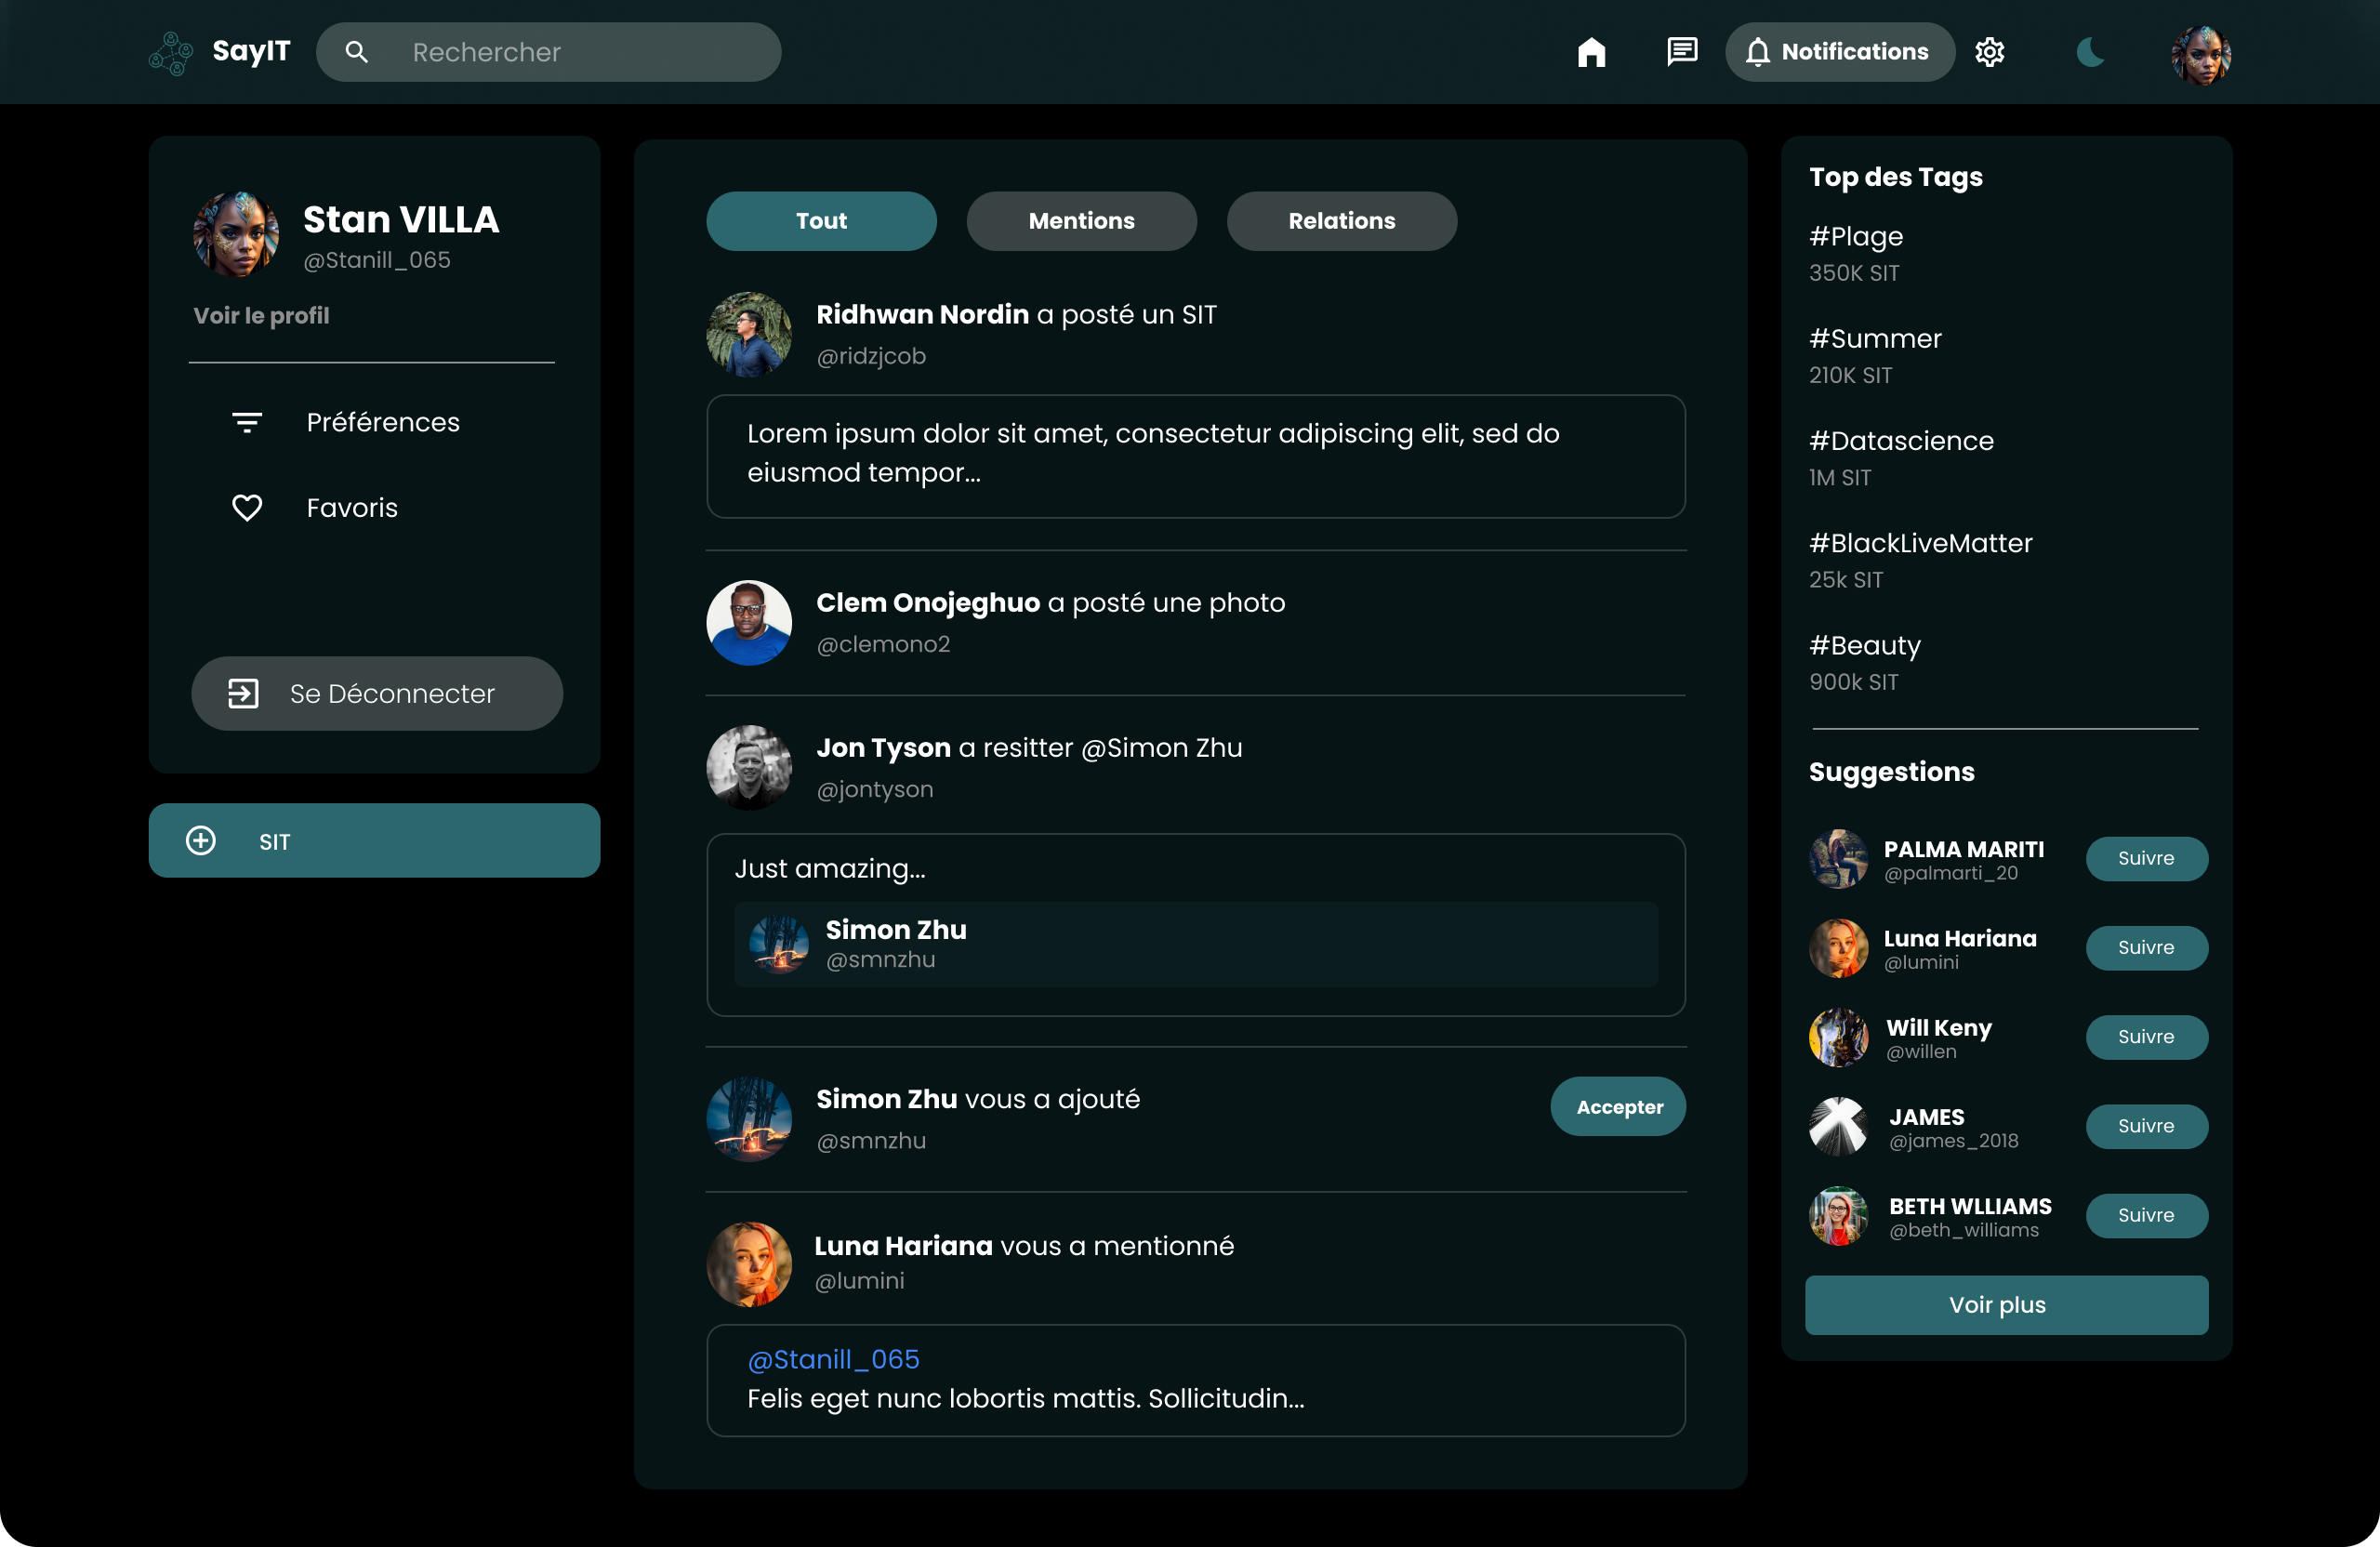 SayIT
Rechercher
Notifications
Stan VILLA
@Stanill_065
Voir le profil
Préférences
Favoris
Se Déconnecter
SIT
Tout
Mentions
Relations
Ridhwan Nordin a posté un SIT
@ridzjcob
Lorem ipsum dolor sit amet, consectetur adipiscing elit, sed do
eiusmod tempor...
Clem Onojeghuo a posté une photo
@clemono2
Jon Tyson a resitter @Simon Zhu
@jontyson
Just amazing...
Simon Zhu
@smnzhu
Simon Zhu vous a ajouté
@smnzhu
Accepter
Luna Hariana vous a mentionné
@lumini
@Stanill_065
Felis eget nunc lobortis mattis. Sollicitudin...
Top des Tags
#Plage
350K SIT
#Summer
210K SIT
#Datascience
1M SIT
#BlackLiveMatter
25k SIT
#Beauty
900k SIT
Suggestions
PALMA MARITI
@palmarti_20
Suivre
Luna Hariana
@lumini
Suivre
Will Keny
@willen
Suivre
JAMES
@james_2018
Suivre
BETH WLLIAMS
@beth_williams
Suivre
Voir plus